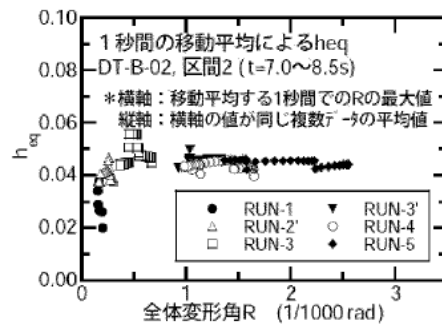 0.10
1秒間の移動平均によるheq
DT-B-02, 区間2 (t=7.0~8.5s)
0.08
*横軸：移動平均する1秒間でのRの最大値
縦軸：横軸の値が同じ複数データの平均値
0.06
heq
0.04
RUN-1 RUN-3'
RUN-2' RUN-4
0.02
RUN-3 RUN-5
0.00
0 1 2 3
全体変形角R (1/1000 rad)